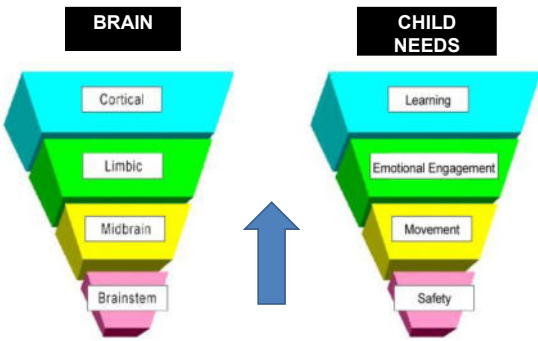 BRAIN
CHILD
NEEDS
Cortical
Learning
Limbic
Emotional Engagement
Midbrain
Movement
Brainstem
Safety